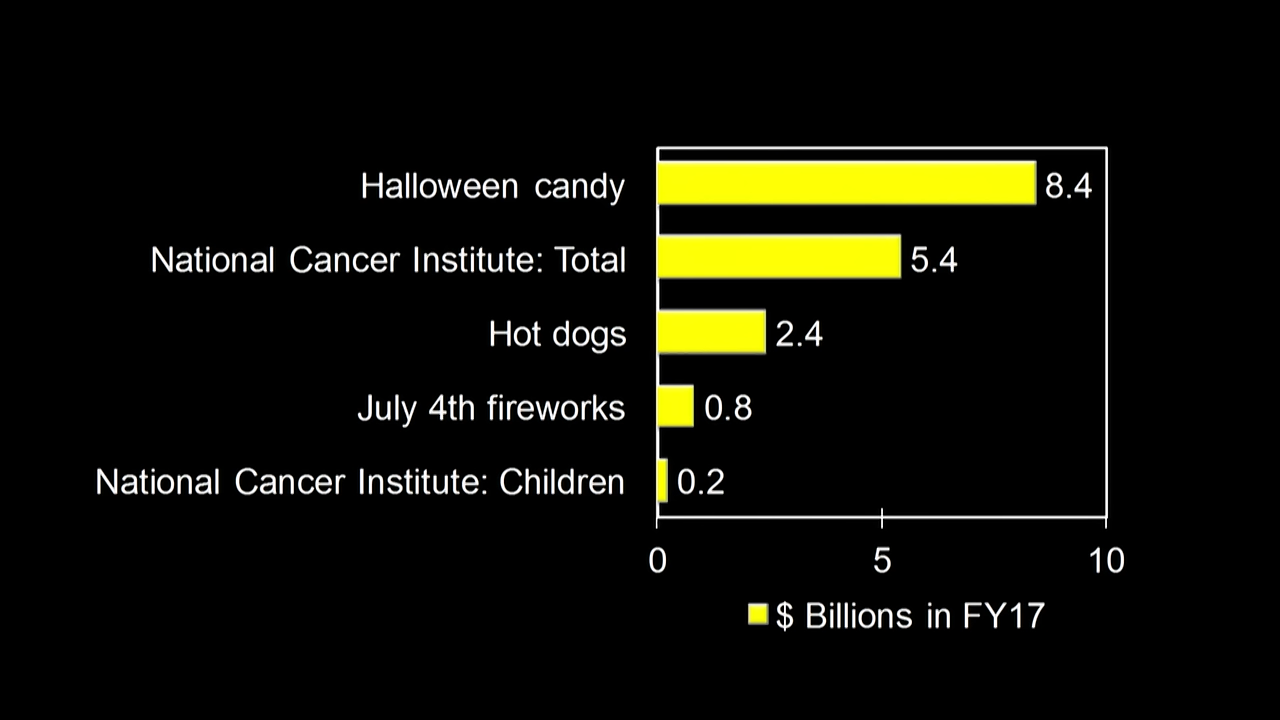 Halloween candy 8.4
National Cancer Institute: Total 5.4
Hot dogs 2.4
July 4th fireworks 0.8
National Cancer Institute: Children 0.2
0 5 10
$ Billions in FY17